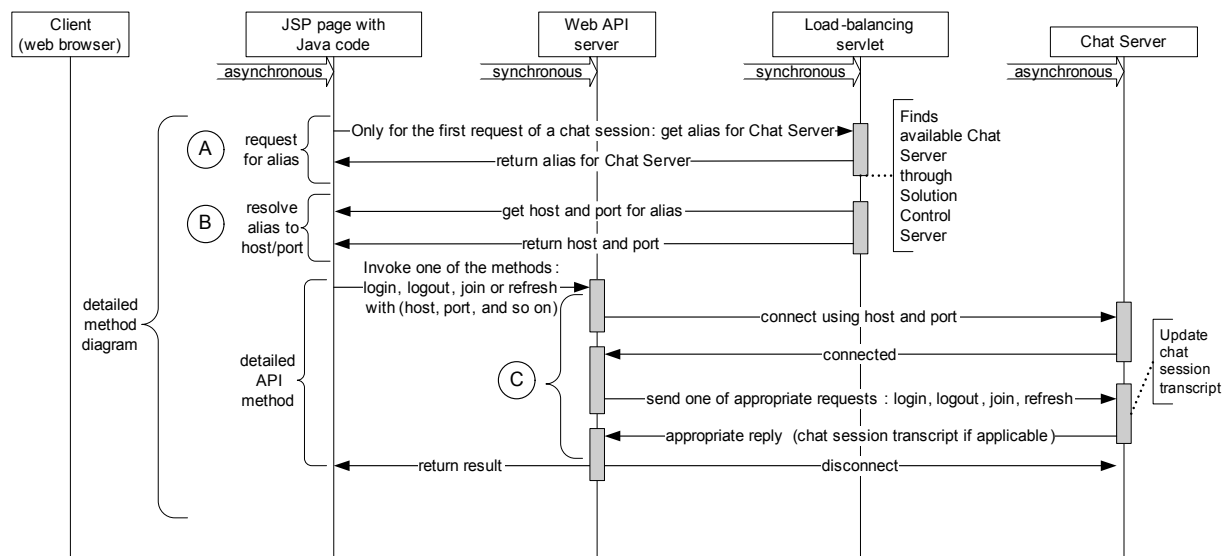 Client
(web browser)
JSP page with
Java code
Web API
server
Load-balancing
servlet
Chat Server
asynchronous
synchronous
synchronous
asynchronous
A
request
for alias
Only for the first request of a chat session: get alias for Chat Server
return alias for Chat Server
Finds
available Chat
Server
through
Solution
Control
Server
B
resolve
alias to
host/port
get host and port for alias
return host and port
detailed
method
diagram
Invoke one of the methods :
login, logout, join or refresh
with (host, port, and so on)
detailed
API
method
C
connect using host and port
connected
send one of appropriate requests : login, logout, join, refresh
appropriate reply (chat session transcript if applicable)
return result
disconnect
Update
chat
session
transcript